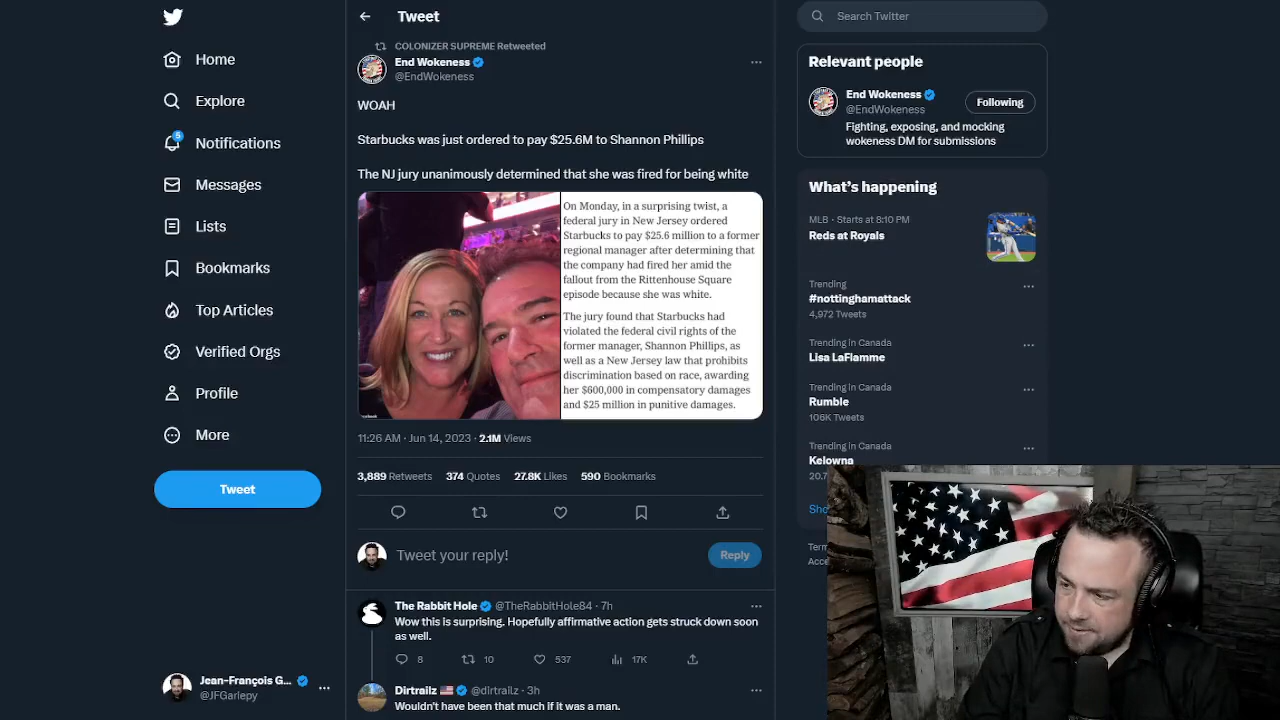 Home
Explore
5
Notifications
Messages
Lists
Bookmarks
Top Articles
Verified Orgs
Profile
More
Tweet
Jean-François G...
@JFGariepy
Tweet
COLONIZER SUPREME Retweeted
End Wokeness
@EndWokeness
WOAH
Starbucks was just ordered to pay $25.6M to Shannon Phillips
The NJ jury unanimously determined that she was fired for being white
On Monday, in a surprising twist, a
federal jury in New Jersey ordered
Starbucks to pay $25.6 million to a former
regional manager after determining that
the company had fired her amid the
fallout from the Rittenhouse Square
episode because she was white.
The jury found that Starbucks had
violated the federal civil rights of the
former manager, Shannon Phillips, as
well as a New Jersey law that prohibits
discrimination based on race, awarding
her $600,000 in compensatory damages
and $25 million in punitive damages.
11:26 AM · Jun 14, 2023 · 2.1M Views
3,889 Retweets 374 Quotes 27.8K Likes 590 Bookmarks
Tweet your reply!
Reply
The Rabbit Hole @TheRabbitHole84 · 7h
Wow this is surprising. Hopefully affirmative action gets struck down soon
as well.
8 10 537 17K
Dirtrailz @dirtrailz · 3h
Wouldn't have been that much if it was a man.
Search Twitter
Relevant people
End Wokeness
@EndWokeness
Following
Fighting, exposing, and mocking
wokeness DM for submissions
What's happening
MLB · Starts at 8:10 PM
Reds at Royals
Trending
#nottinghamattack
4,972 Tweets
Trending in Canada
Lisa LaFlamme
Trending in Canada
Rumble
106K Tweets
Trending in Canada
Kelowna
20.7
Sho
Term
Acce